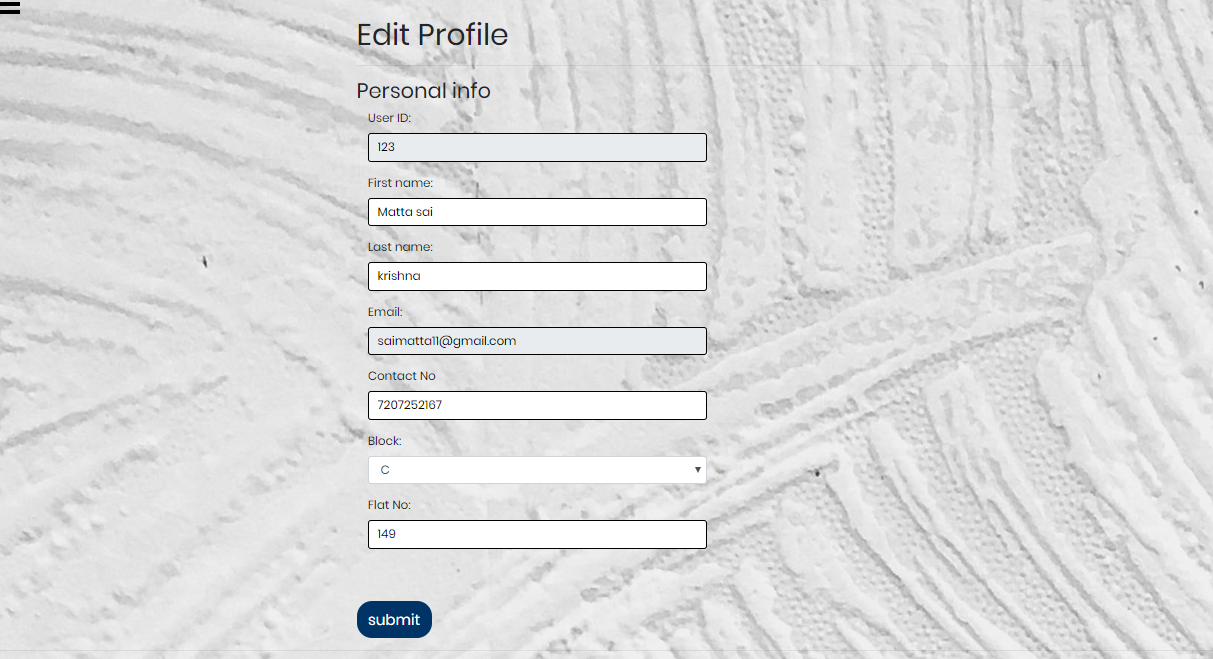 Edit Profile
Personal info
User ID:
123
First name:
Matta sai
Last name:
krishna
Email:
saimatta11@gmail.com
Contact No
7207252167
Block:
C
Flat No:
149
submit